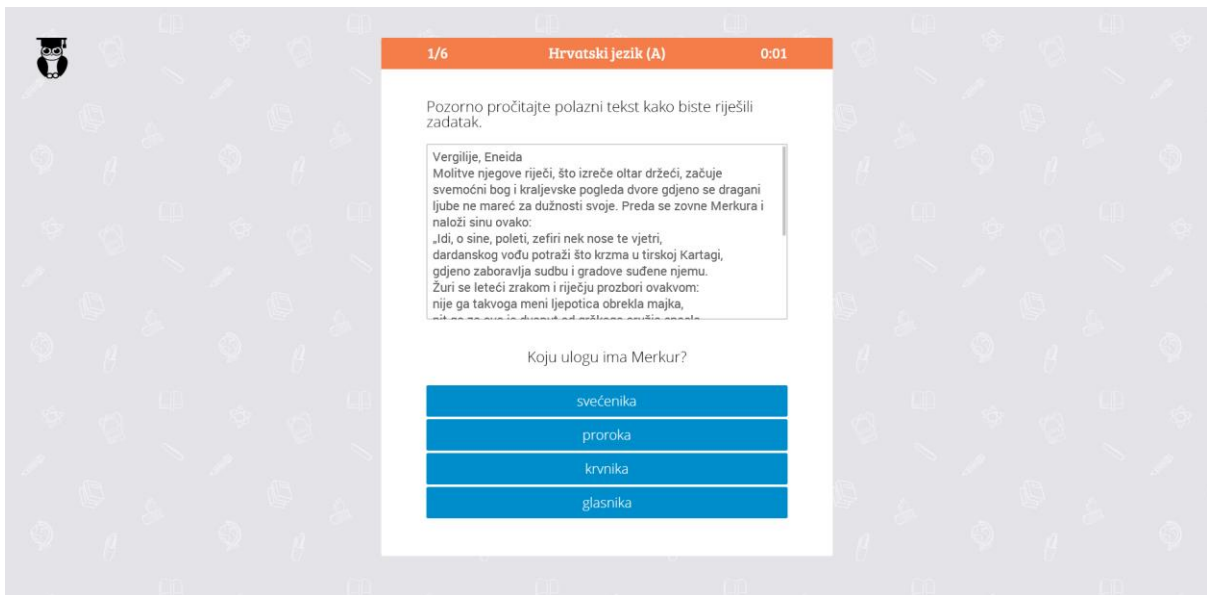 1/6 Hrvatski jezik (A) 0:01
Pozorno pročitajte polazni tekst kako biste riješili
zadatak.
Vergilije, Eneida
Molitve njegove riječi, što izreče oltar držeći, začuje
svemoćni bog i kraljevske pogleda dvore gdjeno se dragani
ljube ne mareć za dužnosti svoje. Preda se zovne Merkura i
naloži sinu ovako:
„Idi, o sine, poleti, zefiri nek nose te vjetri,
dardanskog vođu potraži što krzma u tirskoj Kartagi,
gdjeno zaboravlja sudbu i gradove suđene njemu.
Žuri se leteći zrakom i riječju prozbori ovakvom:
nije ga takvoga meni ljepotica obrekla majka,
Koju ulogu ima Merkur?
svećenika
proroka
krvnika
glasnika